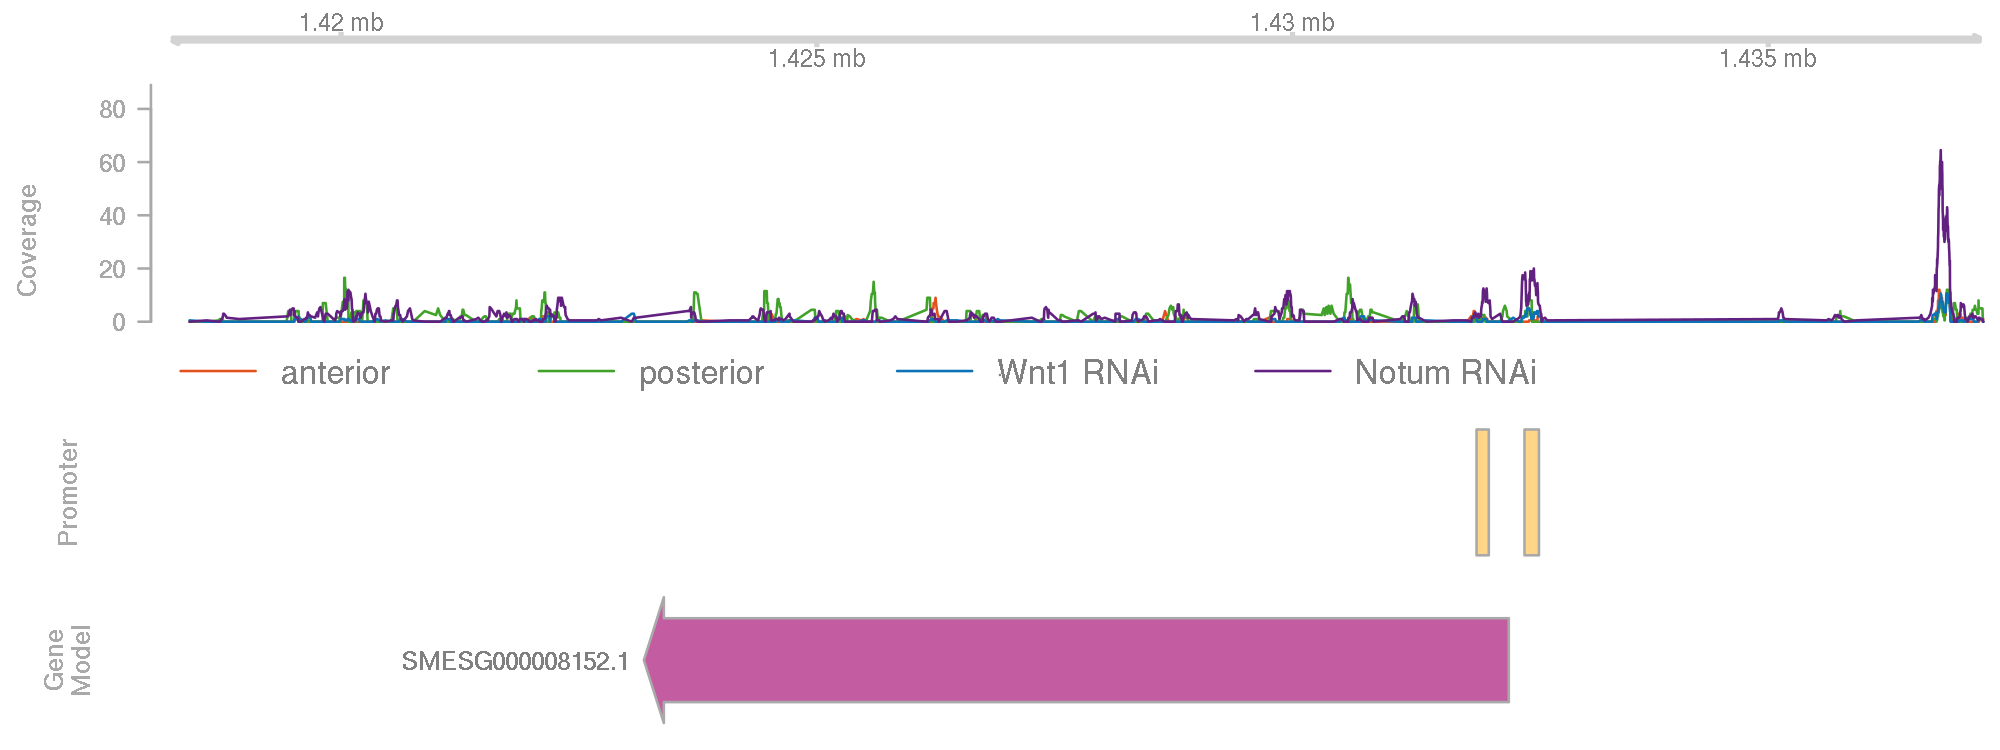 1.42 mb
1.43 mb
1.425 mb
1.435 mb
80
60
40
20
0
Coverage
anterior
posterior
Wnt1 RNAi
Notum RNAi
Promoter
Gene
Model
SMESG000008152.1